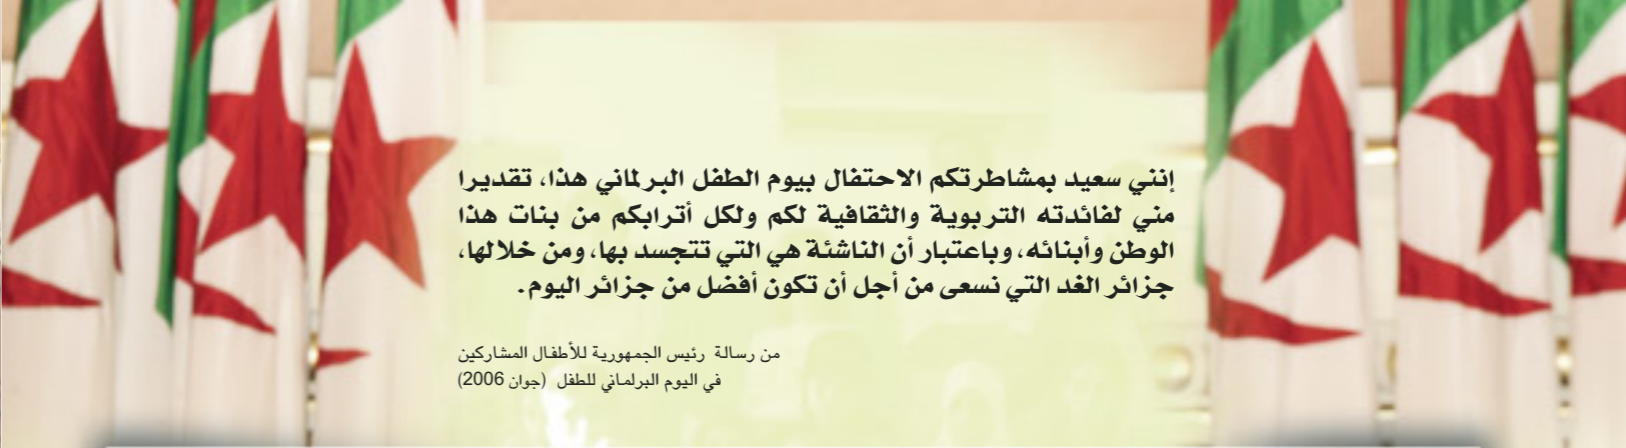 إنني سعيد بمشاطرتكم الاحتفال بيوم الطفل البرلماني هذا، تقديرا
مني لفائدته التربوية والثقافية لكم ولكل أترابكم من بنات هذا
الوطن وأبنائه، وباعتبار أن الناشئة هي التي تتجسد بها، ومن خلالها،
جزائر الغد التي نسعى من أجل أن تكون أفضل من جزائر اليوم.
من رسالة رئيس الجمهورية للأطفال المشاركين
في اليوم البرلماني للطفل (جوان 2006)